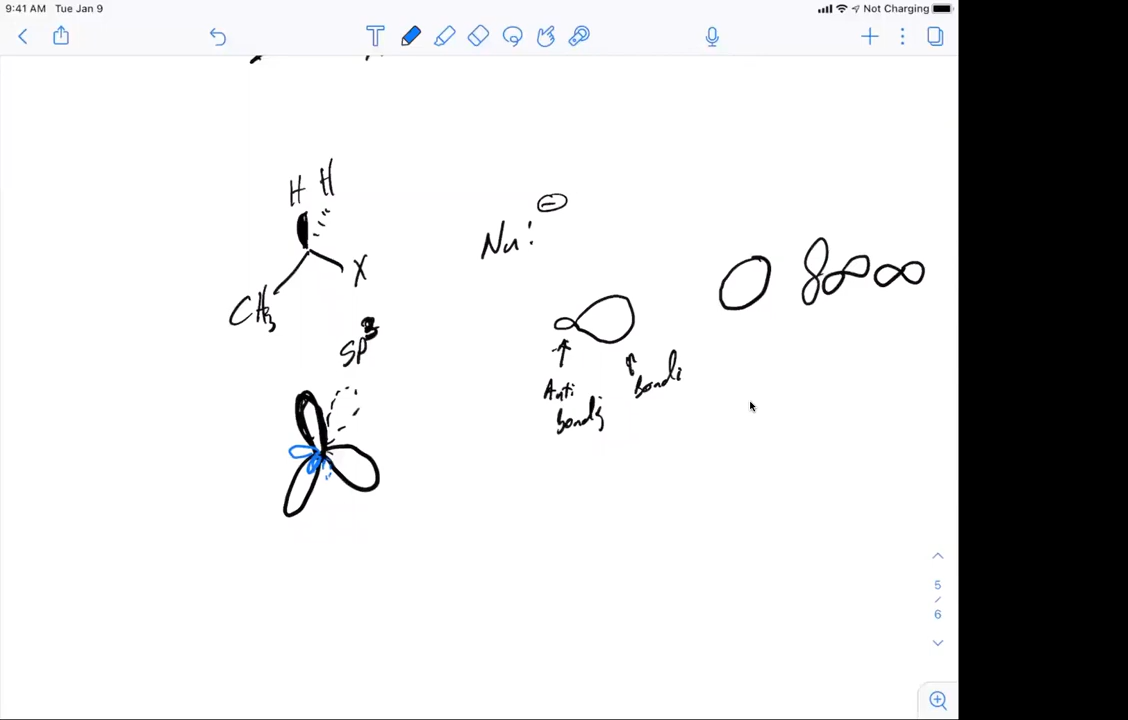 9:41 AM Tue Jan 9
Not Charging
T
H H
CH3
X
Nu:
SP3
Anti
bonding
Bonding
5
/
6